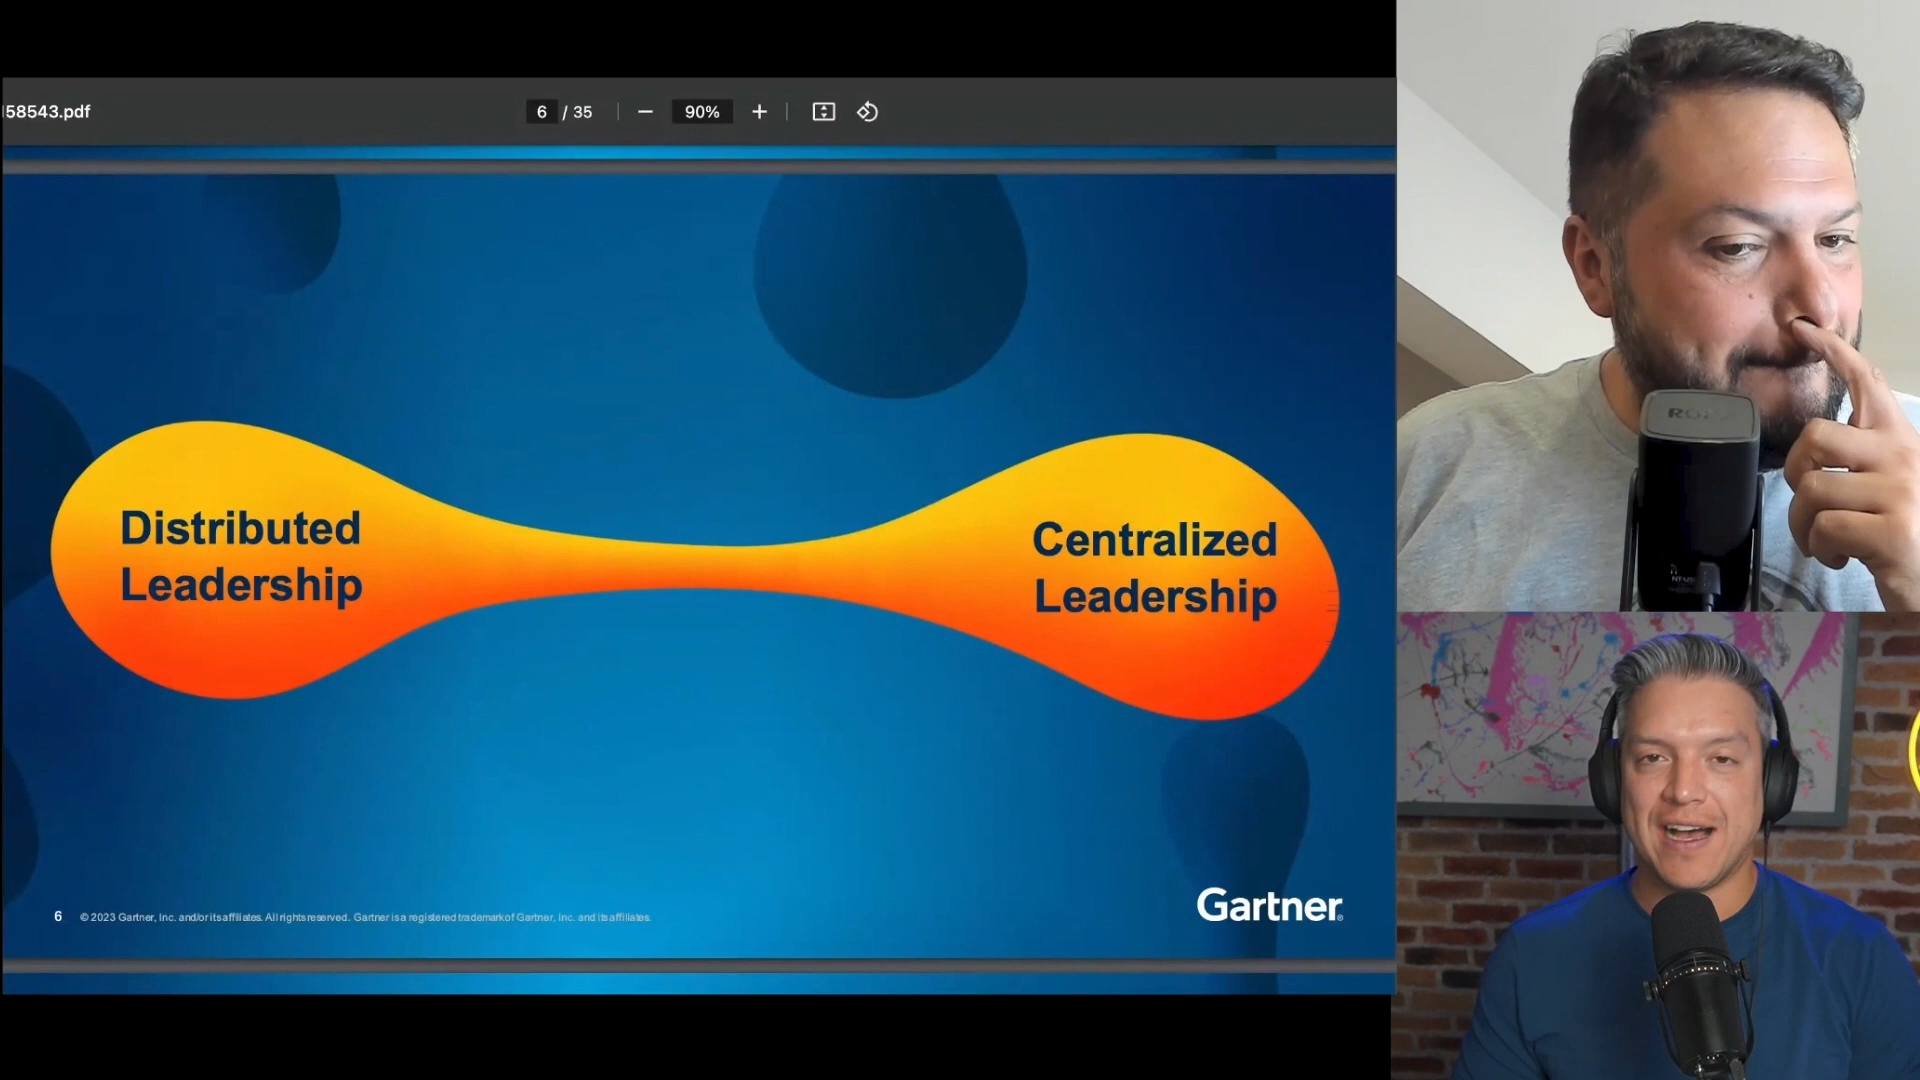 158543.pdf
6 / 35
90%
Distributed
Leadership
Centralized
Leadership
6 © 2023 Gartner, Inc. and/or its affiliates. All rights reserved. Gartner is a registered trademark of Gartner, Inc. and its affiliates.
Gartner